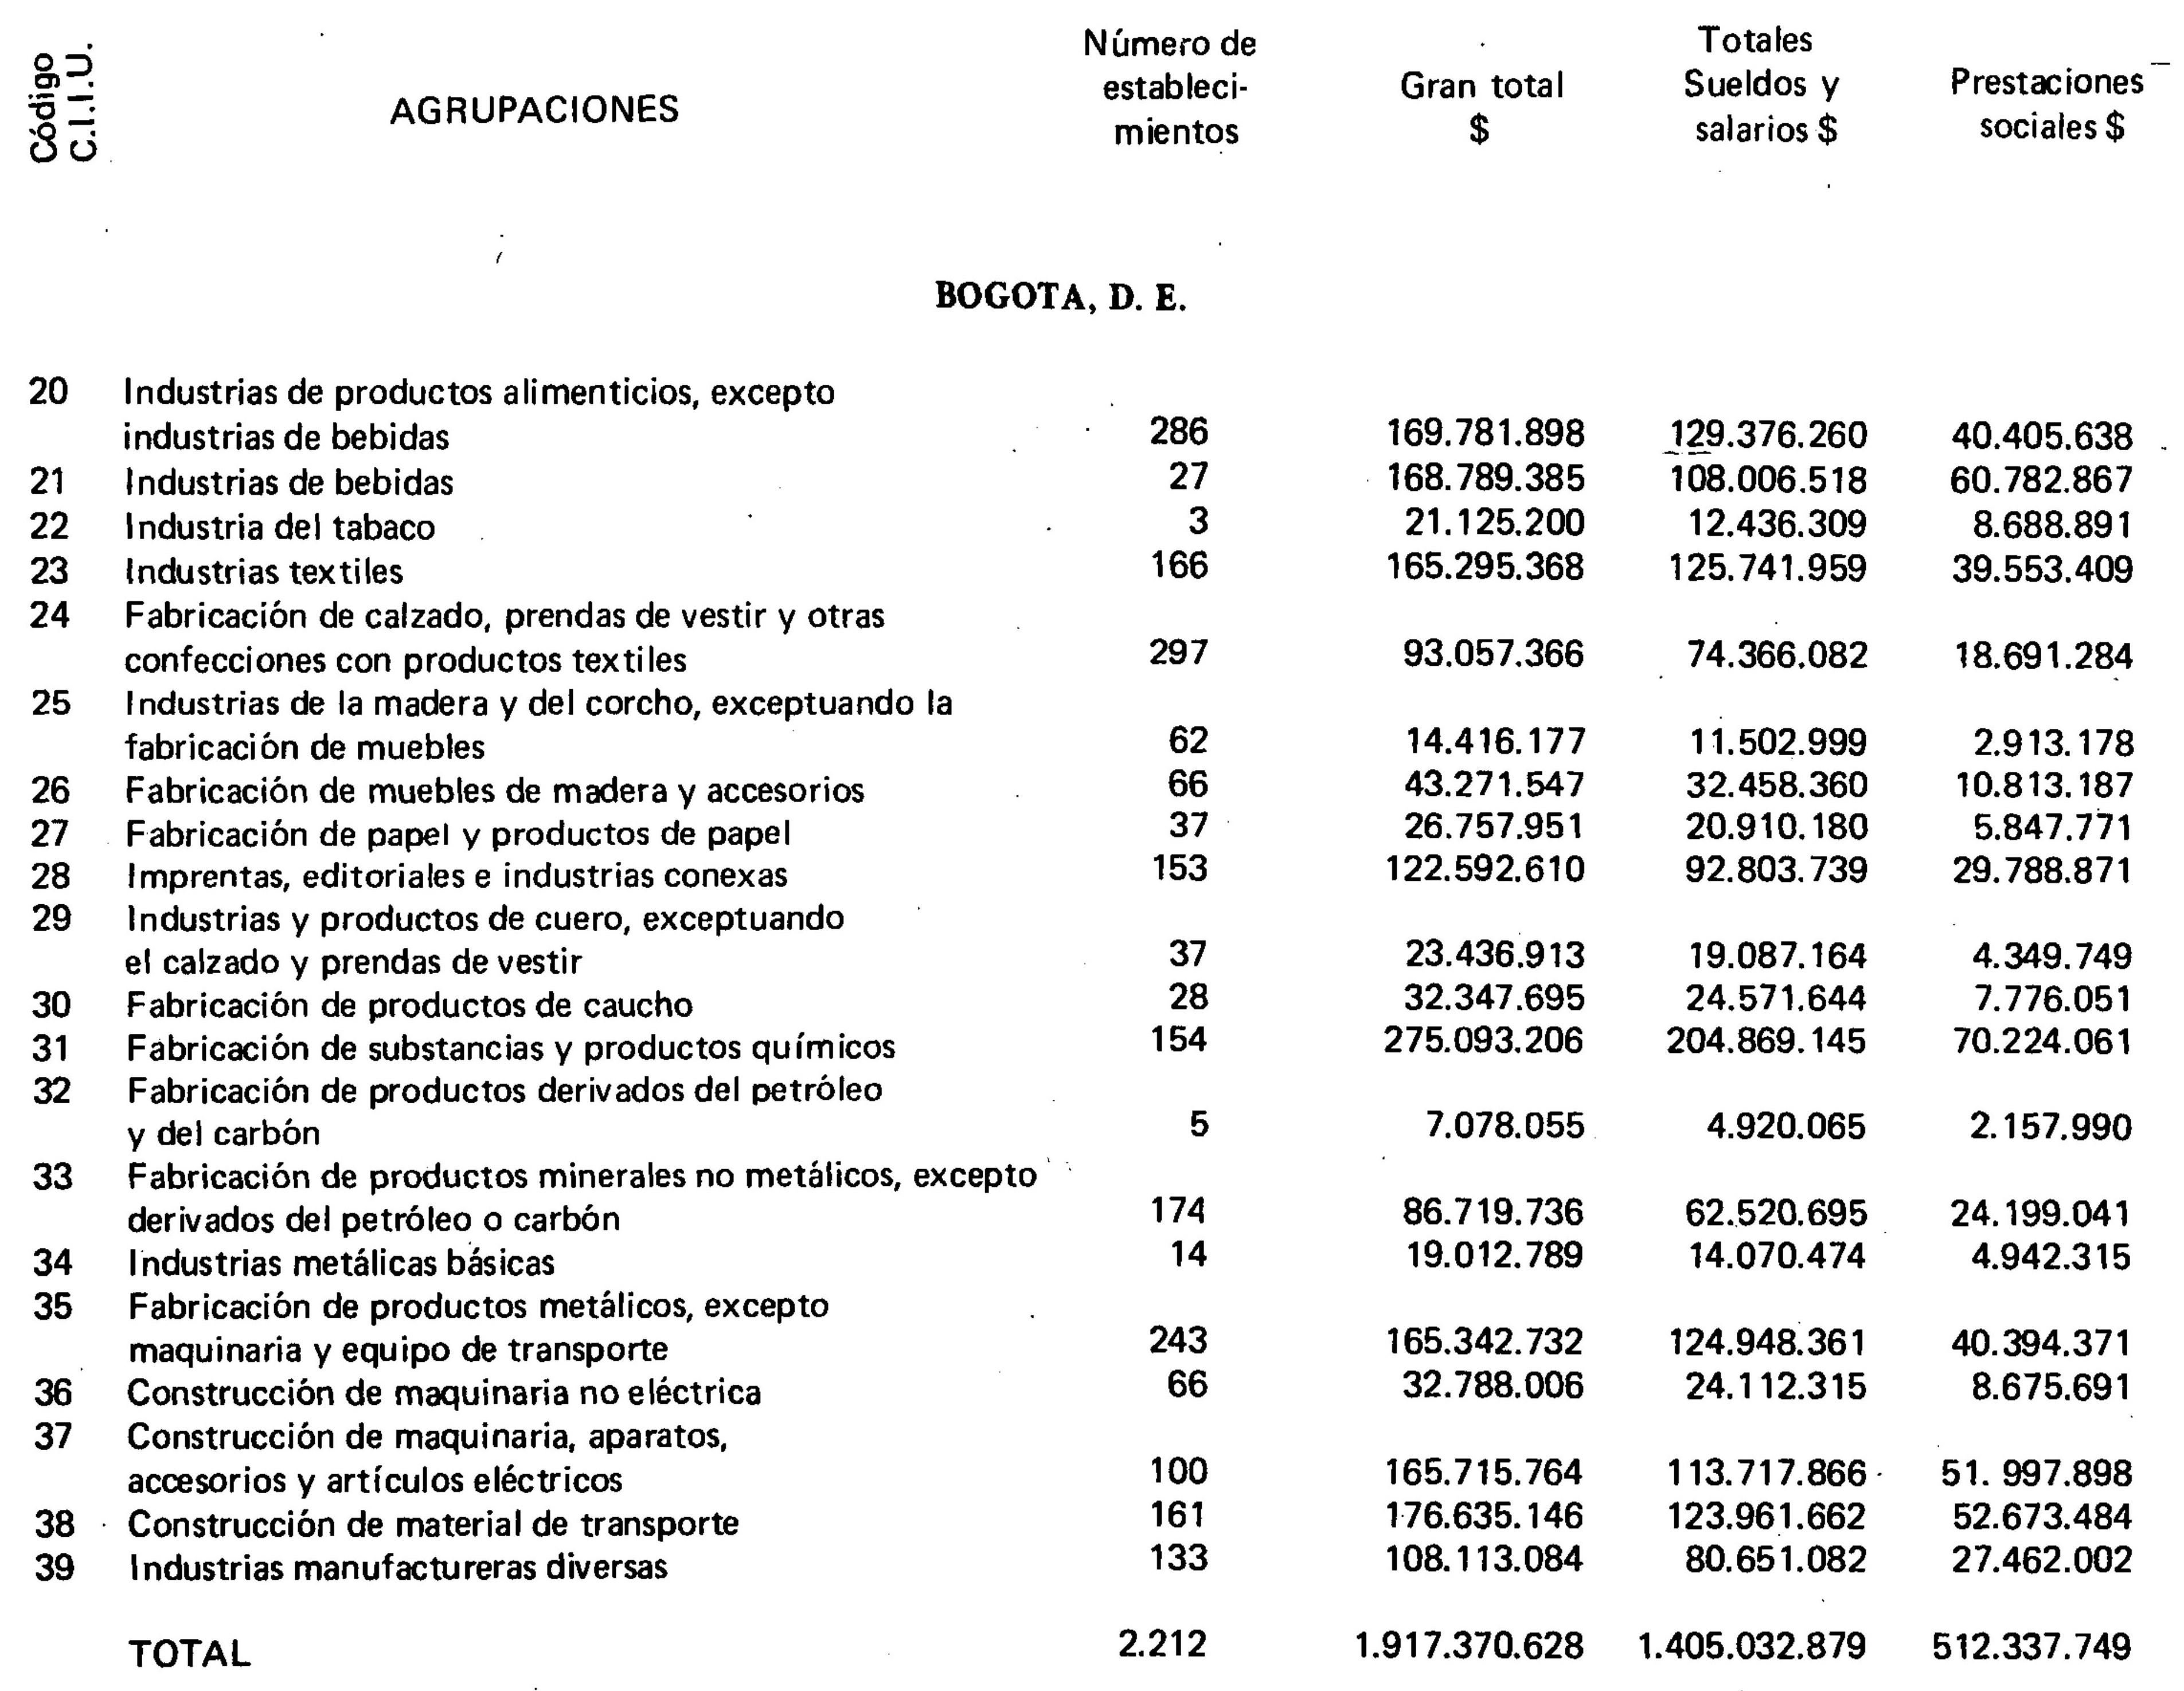 Código C.I.I.U.
AGRUPACIONES
Número de estableci- mientos
Gran total $
Totales Sueldos y salarios $
Prestaciones sociales $
BOGOTA, D. E.
20 Industrias de productos alimenticios, excepto
industrias de bebidas 286 169.781.898 129.376.260 40.405.638
21 Industrias de bebidas 27 168.789.385 108.006.518 60.782.867
22 Industria del tabaco 3 21.125.200 12.436.309 8.688.891
23 Industrias textiles 166 165.295.368 125.741.959 39.553.409
24 Fabricación de calzado, prendas de vestir y otras
confecciones con productos textiles 297 93.057.366 74.366.082 18.691.284
25 Industrias de la madera y del corcho, exceptuando la
fabricación de muebles 62 14.416.177 11.502.999 2.913.178
26 Fabricación de muebles de madera y accesorios 66 43.271.547 32.458.360 10.813.187
27 Fabricación de papel y productos de papel 37 26.757.951 20.910.180 5.847.771
28 Imprentas, editoriales e industrias conexas 153 122.592.610 92.803.739 29.788.871
29 Industrias y productos de cuero, exceptuando
el calzado y prendas de vestir 37 23.436.913 19.087.164 4.349.749
30 Fabricación de productos de caucho 28 32.347.695 24.571.644 7.776.051
31 Fabricación de substancias y productos químicos 154 275.093.206 204.869.145 70.224.061
32 Fabricación de productos derivados del petróleo
y del carbón 5 7.078.055 4.920.065 2.157.990
33 Fabricación de productos minerales no metálicos, excepto
derivados del petróleo o carbón 174 86.719.736 62.520.695 24.199.041
34 Industrias metálicas básicas 14 19.012.789 14.070.474 4.942.315
35 Fabricación de productos metálicos, excepto
maquinaria y equipo de transporte 243 165.342.732 124.948.361 40.394.371
36 Construcción de maquinaria no eléctrica 66 32.788.006 24.112.315 8.675.691
37 Construcción de maquinaria, aparatos,
accesorios y artículos eléctricos 100 165.715.764 113.717.866 51. 997.898
38 Construcción de material de transporte 161 176.635.146 123.961.662 52.673.484
39 Industrias manufactureras diversas 133 108.113.084 80.651.082 27.462.002
TOTAL 2.212 1.917.370.628 1.405.032.879 512.337.749